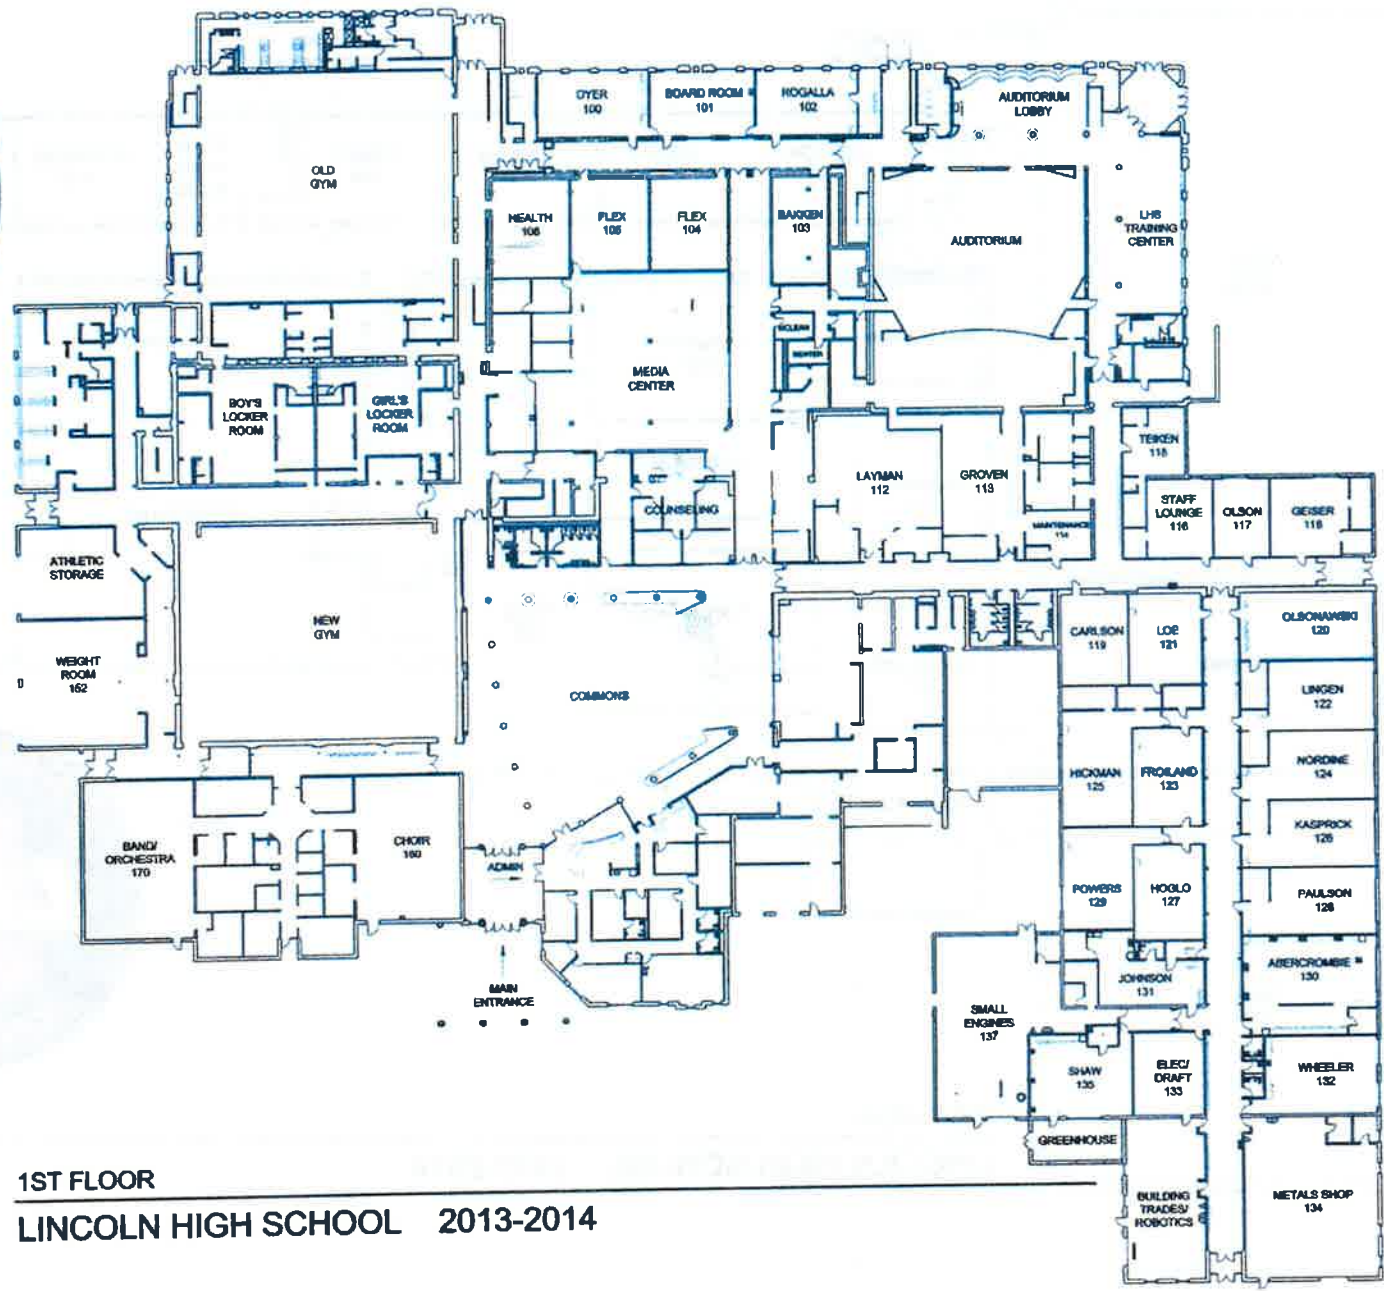 DYER
100
BOARD ROOM
101
ROGALLA
102
AUDITORIUM
LOBBY
OLD
GYM
HEALTH
106
FLEX
105
FLEX
104
BAKKEN
103
AUDITORIUM
LHS
TRAINING
CENTER
MEDIA
CENTER
BOY'S
LOCKER
ROOM
GIRL'S
LOCKER
ROOM
LAYMAN
112
GROVEN
113
TEIKEN
115
COUNSELING
MAINTENANCE
114
STAFF
LOUNGE
116
OLSON
117
GEISER
118
ATHLETIC
STORAGE
NEW
GYM
WEIGHT
ROOM
152
COMMONS
CARLSON
119
121
OLSONAWSKI
120
LINGEN
122
HICKMAN
125
FROILAND
123
NORDINE
124
KASPRICK
126
BAND/
ORCHESTRA
170
CHOIR
160
ADMIN
POWERS
129
HOGLO
127
PAULSON
128
MAIN
ENTRANCE
JOHNSON
131
ABERCROMBIE
130
SMALL
ENGINES
137
SHAW
135
ELEC/
DRAFT
133
WHEELER
132
GREENHOUSE
BUILDING
TRADES/
ROBOTICS
METALS SHOP
134
1ST FLOOR
LINCOLN HIGH SCHOOL 2013-2014